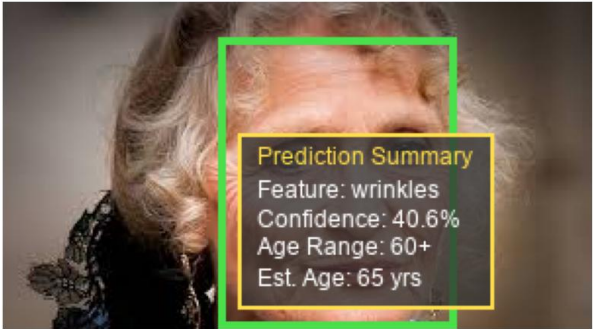 Prediction Summary
Feature: wrinkles
Confidence: 40.6%
Age Range: 60+
Est. Age: 65 yrs